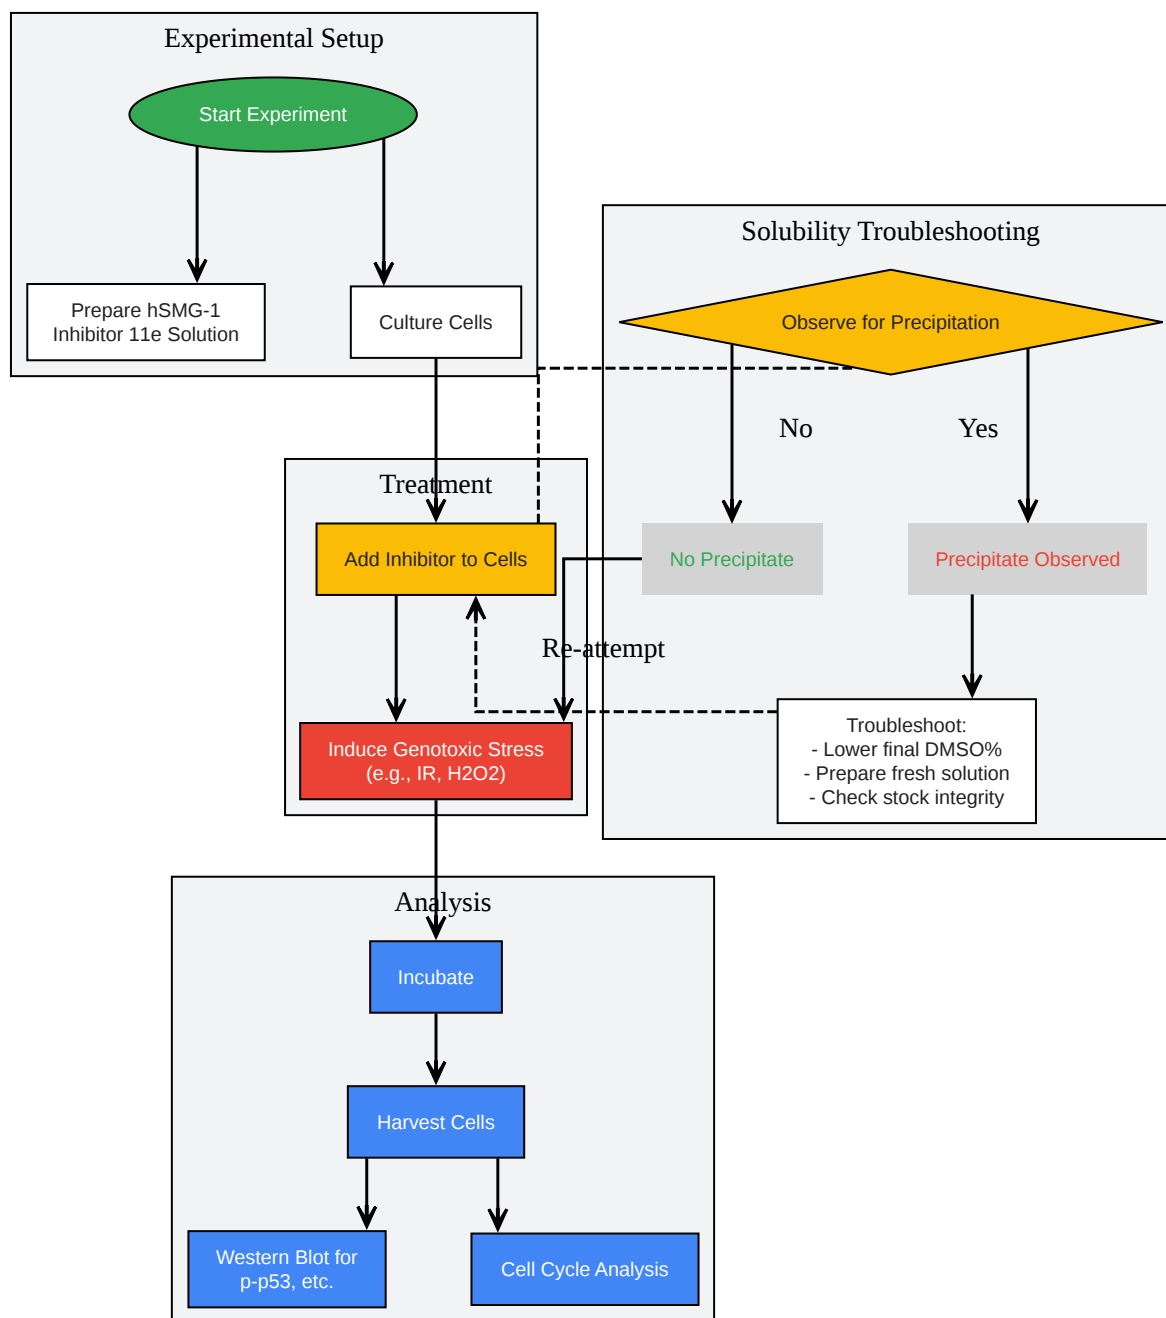 Experimental Setup
Start Experiment
Prepare hSMG-1
Inhibitor 11e Solution
Culture Cells
Solubility Troubleshooting
Observe for Precipitation
No
Yes
Treatment
Add Inhibitor to Cells
No Precipitate
Precipitate Observed
Re-attempt
Induce Genotoxic Stress
(e.g., IR, H2O2)
Troubleshoot:
- Lower final DMSO%
- Prepare fresh solution
- Check stock integrity
Analysis
Incubate
Harvest Cells
Western Blot for
p-p53, etc.
Cell Cycle Analysis